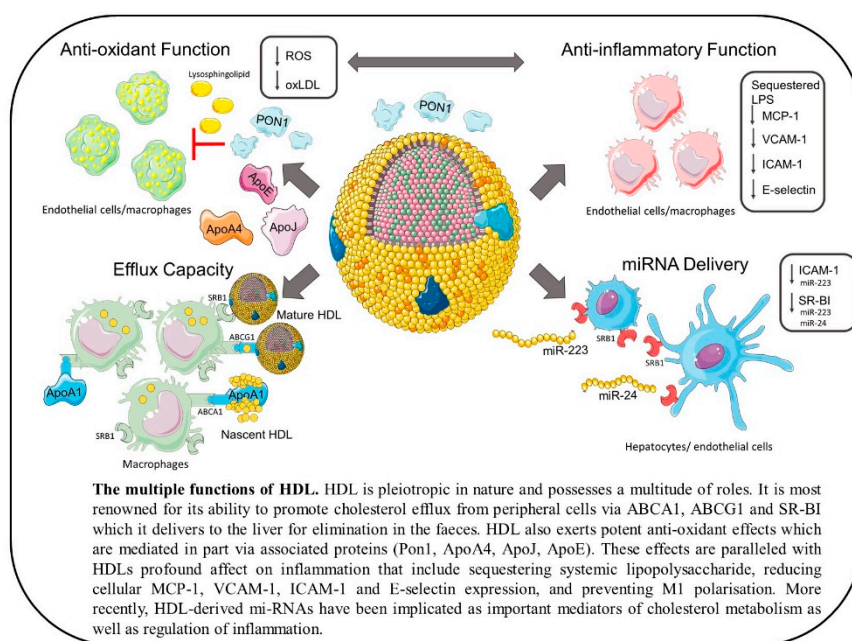 Anti-oxidant Function
↓ ROS
↓ oxLDL
Lysosphingolipid
PON1
ApoE
ApoA4
ApoJ
Endothelial cells/macrophages
PON1
Anti-inflammatory Function
Sequestered
LPS
↓ MCP-1
↓ VCAM-1
↓ ICAM-1
↓ E-selectin
Endothelial cells/macrophages
Efflux Capacity
SRB1
Mature HDL
ABCG1
ApoA1
ApoA1
ABCA1
Nascent HDL
SRB1
Macrophages
miRNA Delivery
↓ ICAM-1
miR-223
↓ SR-BI
miR-223
miR-24
SRB1
miR-223
SRB1
miR-24
Hepatocytes/ endothelial cells
The multiple functions of HDL. HDL is pleiotropic in nature and possesses a multitude of roles. It is most
renowned for its ability to promote cholesterol efflux from peripheral cells via ABCA1, ABCG1 and SR-BI
which it delivers to the liver for elimination in the faeces. HDL also exerts potent anti-oxidant effects which
are mediated in part via associated proteins (Pon1, ApoA4, ApoJ, ApoE). These effects are paralleled with
HDLs profound affect on inflammation that include sequestering systemic lipopolysaccharide, reducing
cellular MCP-1, VCAM-1, ICAM-1 and E-selectin expression, and preventing M1 polarisation. More
recently, HDL-derived mi-RNAs have been implicated as important mediators of cholesterol metabolism as
well as regulation of inflammation.